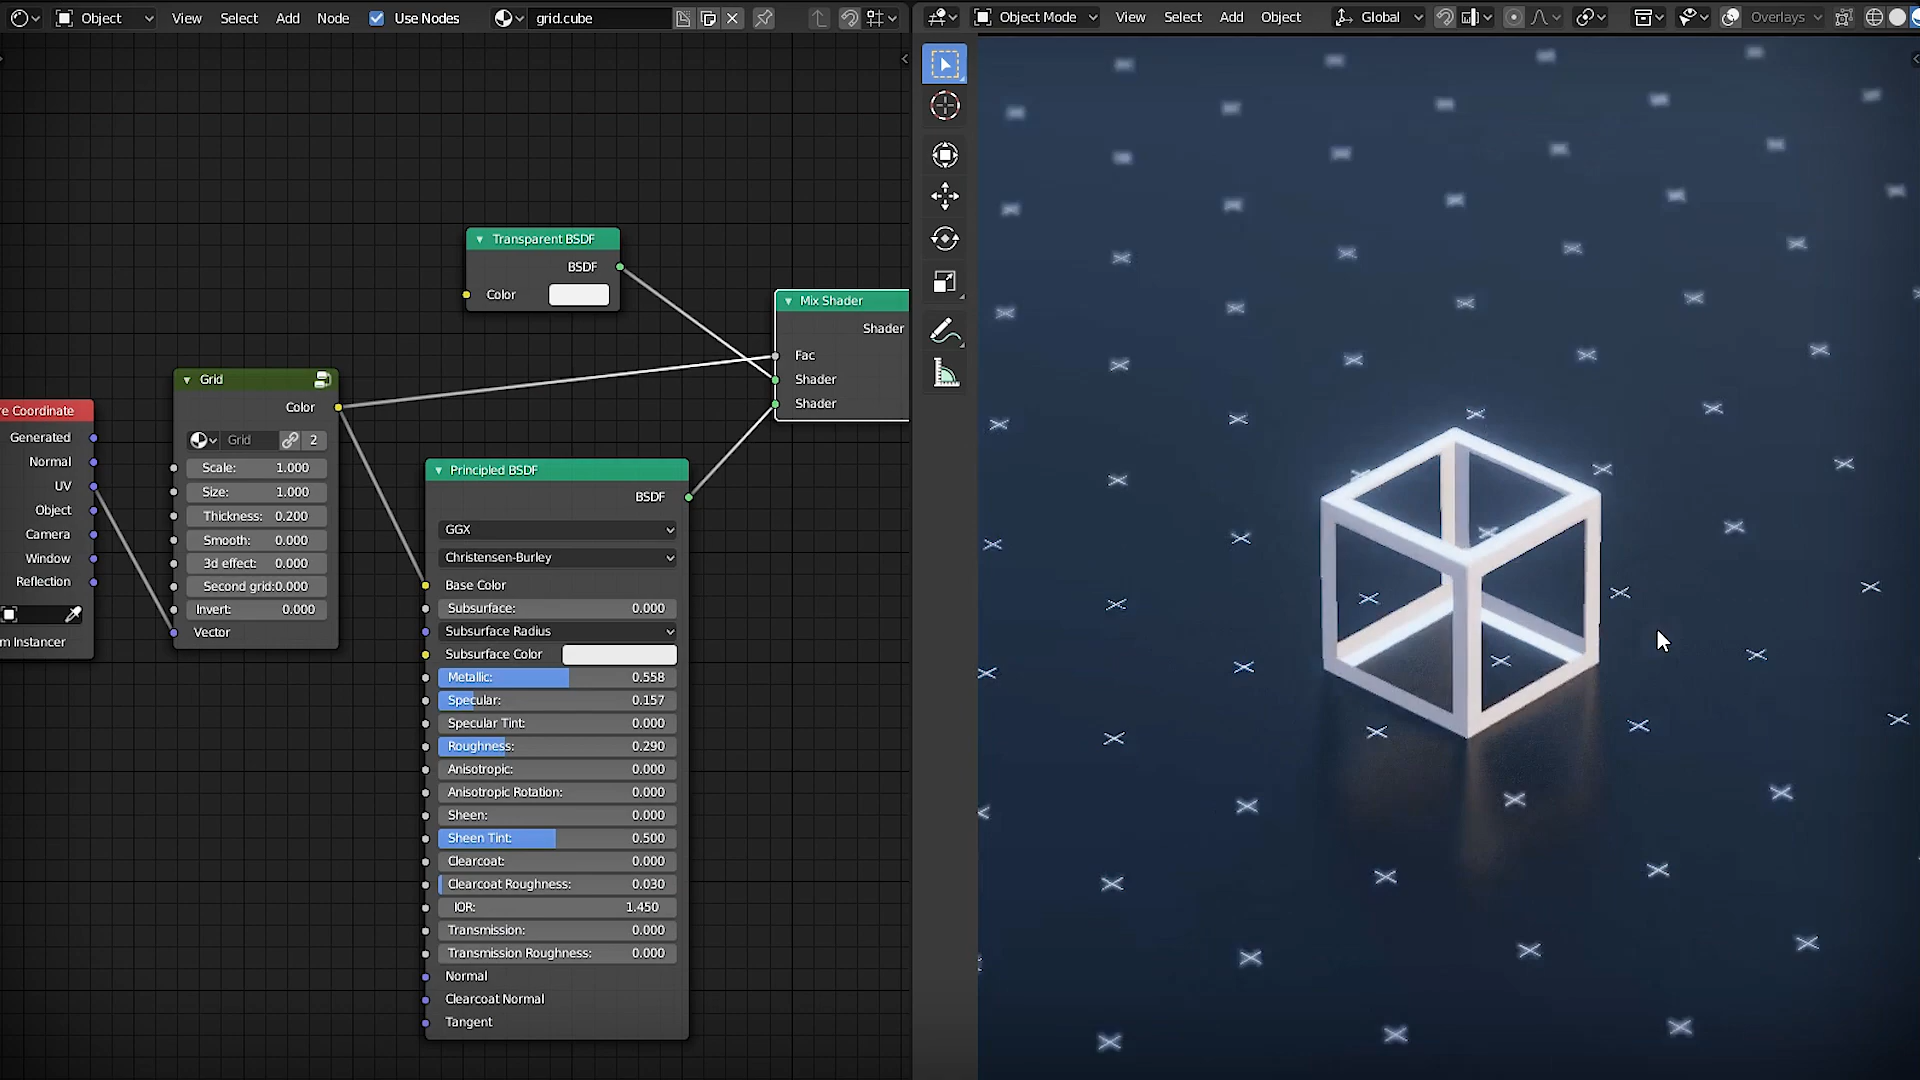 Object View Select Add Node Use Nodes grid.cube
Object Mode View Select Add Object Global Overlays
Transparent BSDF
BSDF
Color
Mix Shader
Shader
Fac
Shader
Shader
Grid
Color
Grid 2
Scale: 1.000
Size: 1.000
Thickness: 0.200
Smooth: 0.000
3d effect: 0.000
Second grid:0.000
Invert: 0.000
Vector
re Coordinate
Generated
Normal
UV
Object
Camera
Window
Reflection
m Instancer
Principled BSDF
BSDF
GGX
Christensen-Burley
Base Color
Subsurface: 0.000
Subsurface Radius
Subsurface Color
Metallic: 0.558
Specular: 0.157
Specular Tint: 0.000
Roughness: 0.290
Anisotropic: 0.000
Anisotropic Rotation: 0.000
Sheen: 0.000
Sheen Tint: 0.500
Clearcoat: 0.000
Clearcoat Roughness: 0.030
IOR: 1.450
Transmission: 0.000
Transmission Roughness: 0.000
Normal
Clearcoat Normal
Tangent